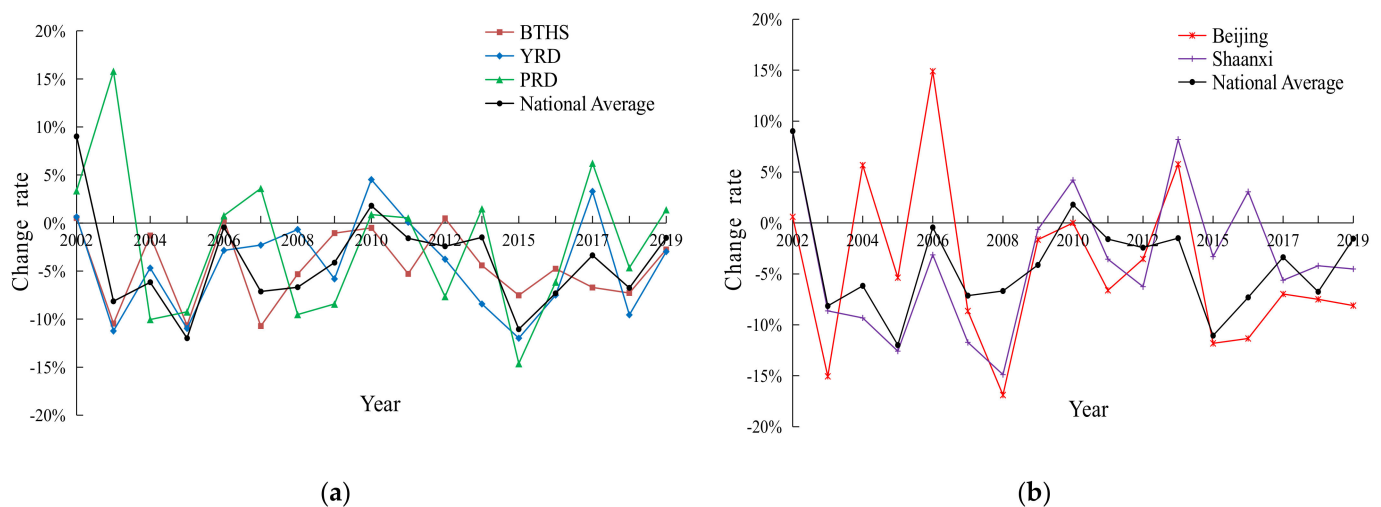 20%
15%
10%
5%
0%
-5%
-10%
-15%
-20%
Change rate
2002 2004 2006 2008 2010 2012 2015 2017 2019
Year
BTHS
YRD
PRD
National Average
(a)
20%
15%
10%
5%
0%
-5%
-10%
-15%
-20%
Change rate
2002 2004 2006 2008 2010 2012 2015 2017 2019
Year
Beijing
Shaanxi
National Average
(b)